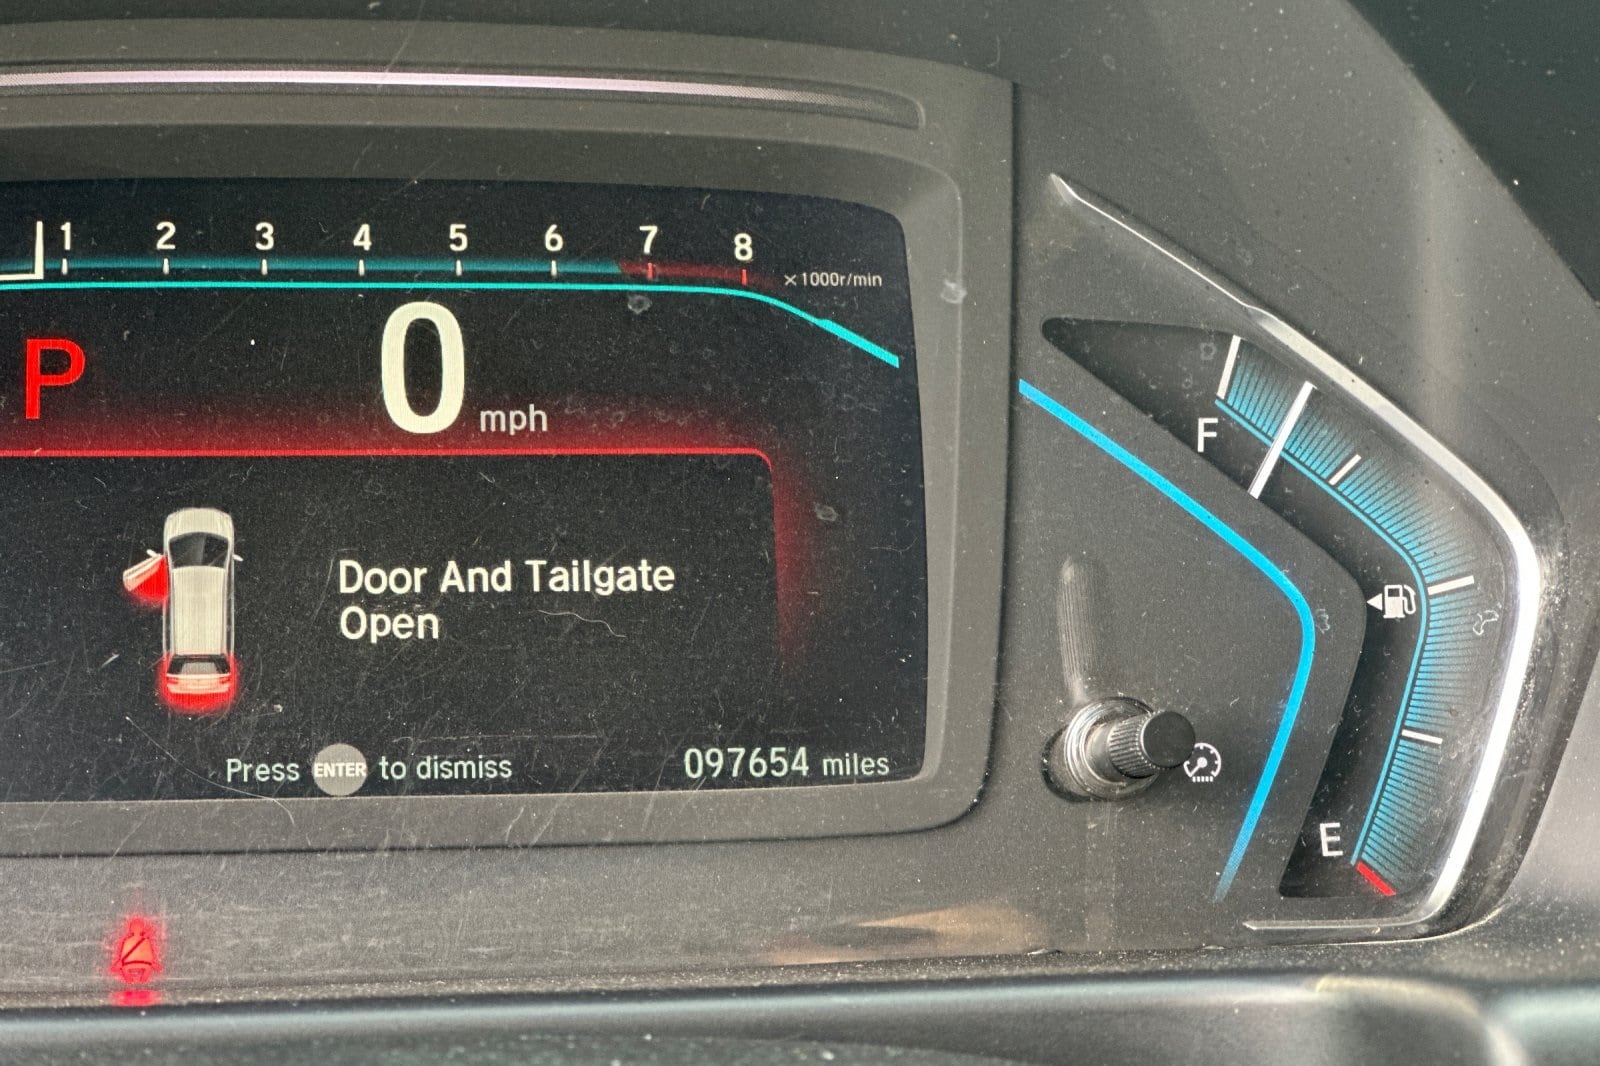 1 2 3 4 5 6 7 8
×1000r/min
P
0 mph
F
Door And Tailgate
Open
Press ENTER to dismiss
097654 miles
E